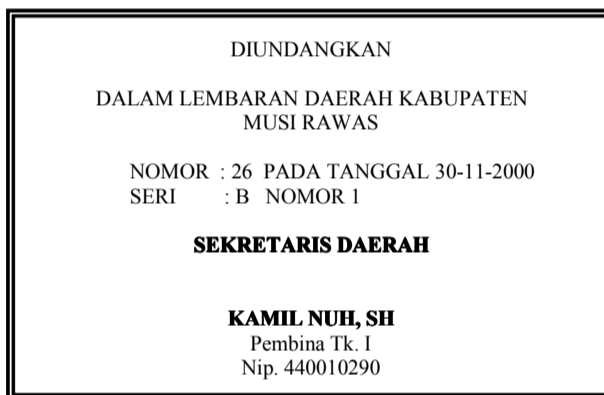 DIUNDANGKAN
DALAM LEMBARAN DAERAH KABUPATEN
MUSI RAWAS
NOMOR : 26 PADA TANGGAL 30-11-2000
SERI : B NOMOR 1
SEKRETARIS DAERAH
KAMIL NUH, SH
Pembina Tk. I
Nip. 440010290